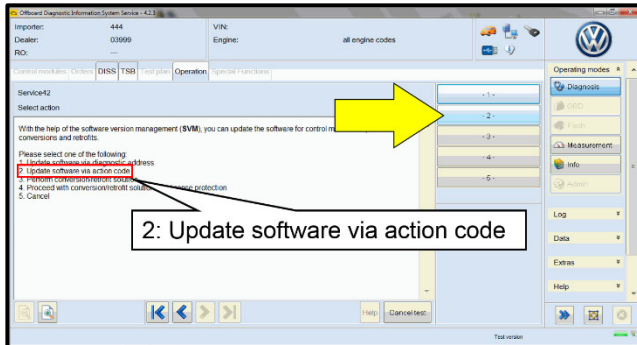 Offboard Diagnostic Information System Service - 4.2.3
Importer: 444 VIN:
Dealer: 03999 Engine: all engine codes
RO: ---
Control modules Orders DISS TSB Test plan Operation Special Functions
Operating modes
Service42
Select action
Diagnosis
OBD
Flash
Measurement
Info
Admin
With the help of the software version management (SVM), you can update the software for control
conversions and retrofits.
Please select one of the following:
1. Update software via diagnostic address
2. Update software via action code
3. Perform conversion/retrofit
4. Proceed with conversion/retrofit protection
5. Cancel
- 1 -
- 2 -
- 3 -
- 4 -
- 5 -
2: Update software via action code
Log
Data
Extras
Help
Help
Cancel test
Test version